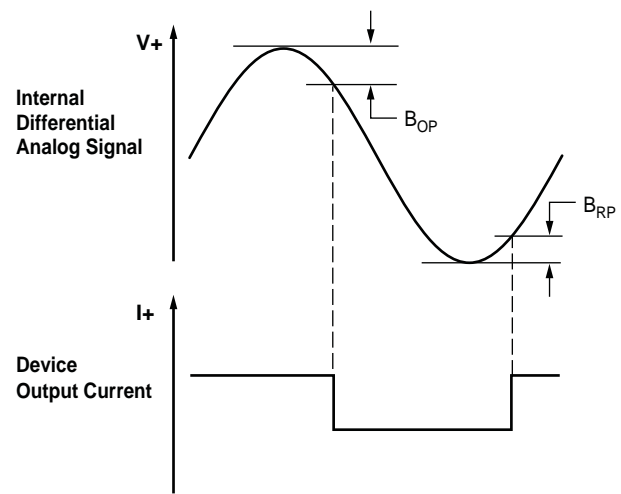 V+
Internal
Differential
Analog Signal
B_OP
B_RP
I+
Device
Output Current